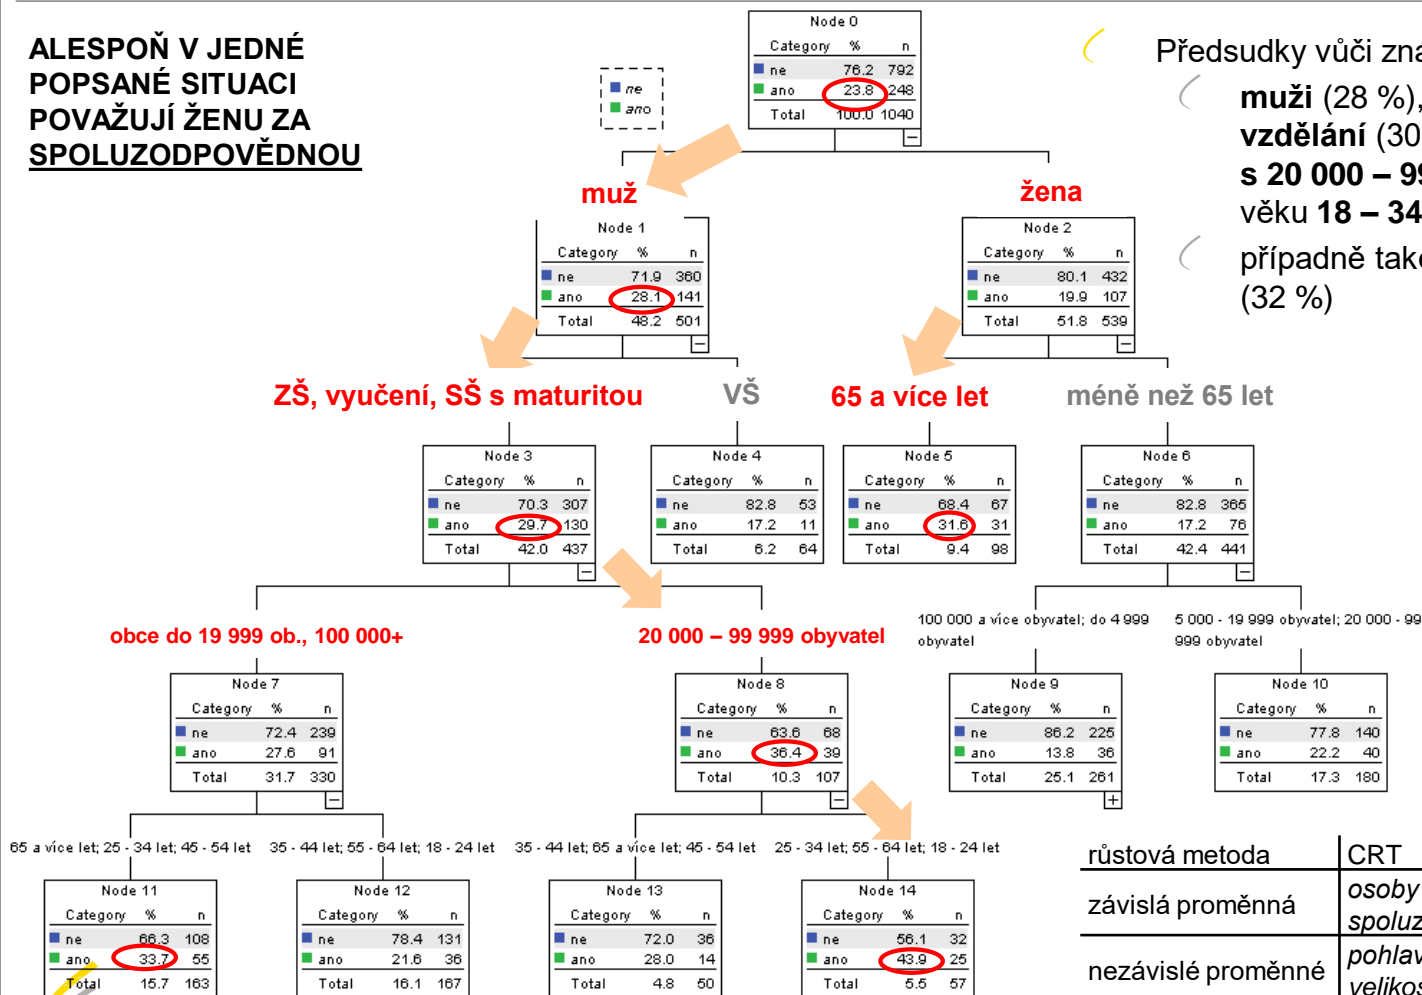 ALESPOŇ V JEDNÉ
POPSANÉ SITUACI
POVAŽUJÍ ŽENU ZA
SPOLUZODPOVĚDNOU
ne
ano
Node 0
Category % n
ne 76.2 792
ano 23.8 248
Total 100.0 1040
Předsudky vůči
muži (28 %),
vzdělání (30
s 20 000 –
věku 18 – 34
případně
(32 %)
muž
žena
Node 1
Category % n
ne 71.9 360
ano 28.1 141
Total 48.2 501
Node 2
Category % n
ne 80.1 432
ano 19.9 107
Total 51.8 539
ZŠ, vyučení, SŠ s maturitou
VŠ
65 a více let
méně než 65 let
Node 3
Category % n
ne 70.3 307
ano 29.7 130
Total 42.0 437
Node 4
Category % n
ne 82.8 53
ano 17.2 11
Total 6.2 64
Node 5
Category % n
ne 68.4 67
ano 31.6 31
Total 9.4 98
Node 6
Category % n
ne 82.8 365
ano 17.2 76
Total 42.4 441
obce do 19 999 ob., 100 000+
20 000 – 99 999 obyvatel
100 000 a více obyvatel; do 4 999
obyvatel
5 000 - 19 999 obyvatel; 20 000 - 99
999 obyvatel
Node 7
Category % n
ne 72.4 239
ano 27.6 91
Total 31.7 330
Node 8
Category % n
ne 63.6 68
ano 36.4 39
Total 10.3 107
Node 9
Category % n
ne 86.2 225
ano 13.8 36
Total 25.1 261
Node 10
Category % n
ne 77.8 140
ano 22.2 40
Total 17.3 180
65 a více let; 25 - 34 let; 45 - 54 let
35 - 44 let; 55 - 64 let; 18 - 24 let
35 - 44 let; 65 a více let; 45 - 54 let
25 - 34 let; 55 - 64 let; 18 - 24 let
Node 11
Category % n
ne 66.3 108
ano 33.7 55
Total 15.7 163
Node 12
Category % n
ne 78.4 131
ano 21.6 36
Total 16.1 167
Node 13
Category % n
ne 72.0 36
ano 28.0 14
Total 4.8 50
Node 14
Category % n
ne 56.1 32
ano 43.9 25
Total 5.5 57
růstová metoda CRT
závislá proměnná osoby
nezávislé proměnné